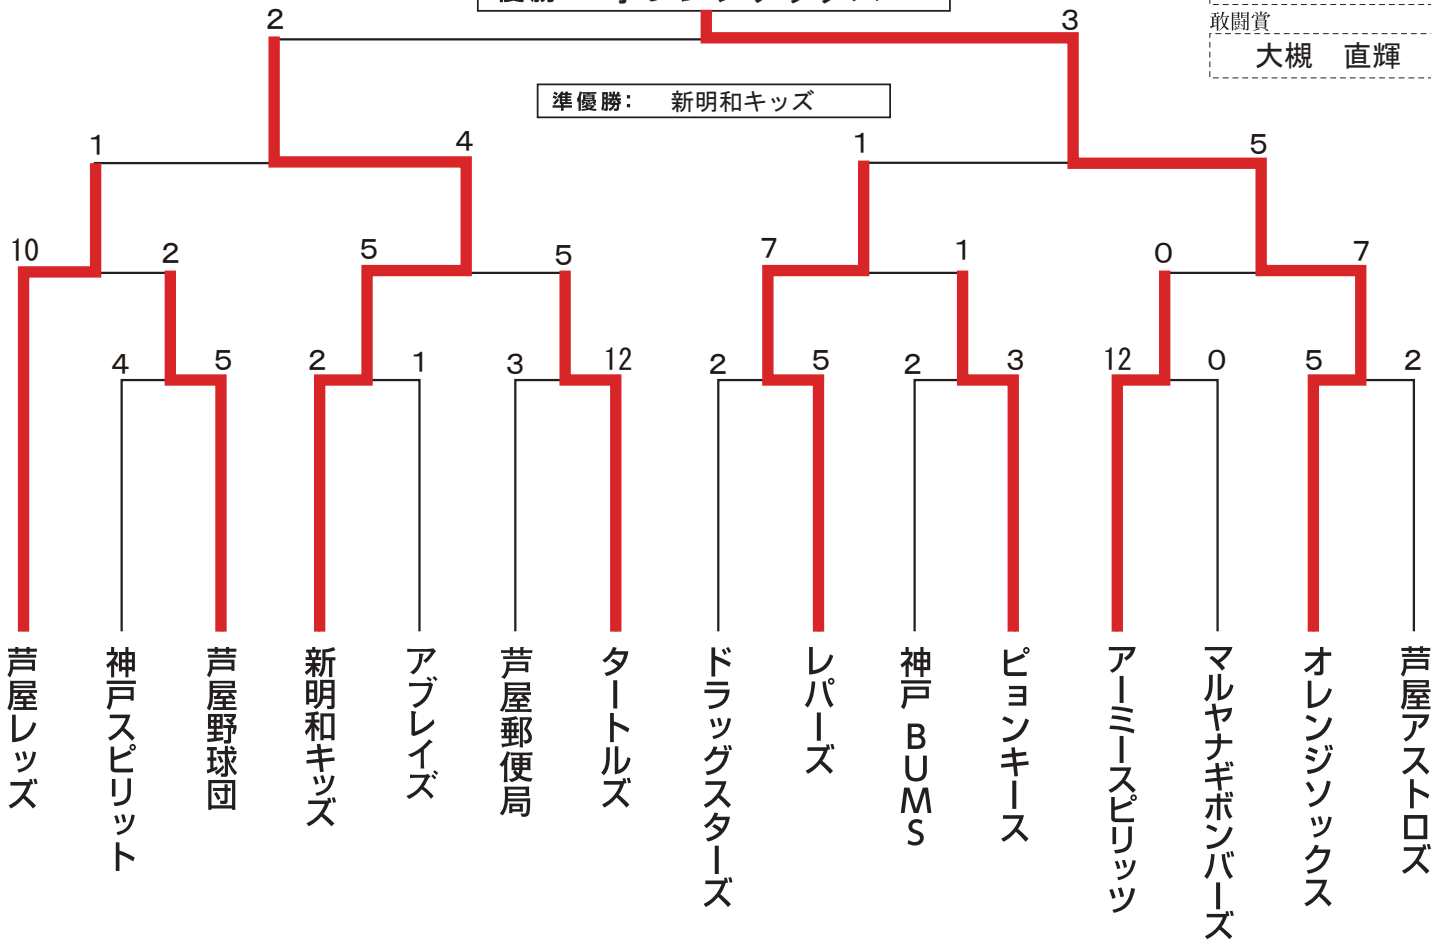 2
3
敢闘賞
大槻 直輝
準優勝： 新明和キッズ
1
4
1
5
10
2
5
5
7
1
0
7
4
5
2
1
3
12
2
5
2
3
12
0
5
2
芦屋レッズ
神戸スピリット
芦屋野球団
新明和キッズ
アブレイズ
芦屋郵便局
タートルズ
ドラッグスターズ
レパーズ
神戸 BUMS
ピョンキース
アーミースピリッツ
マルヤナギボンバーズ
オレンジソックス
芦屋アストロズ